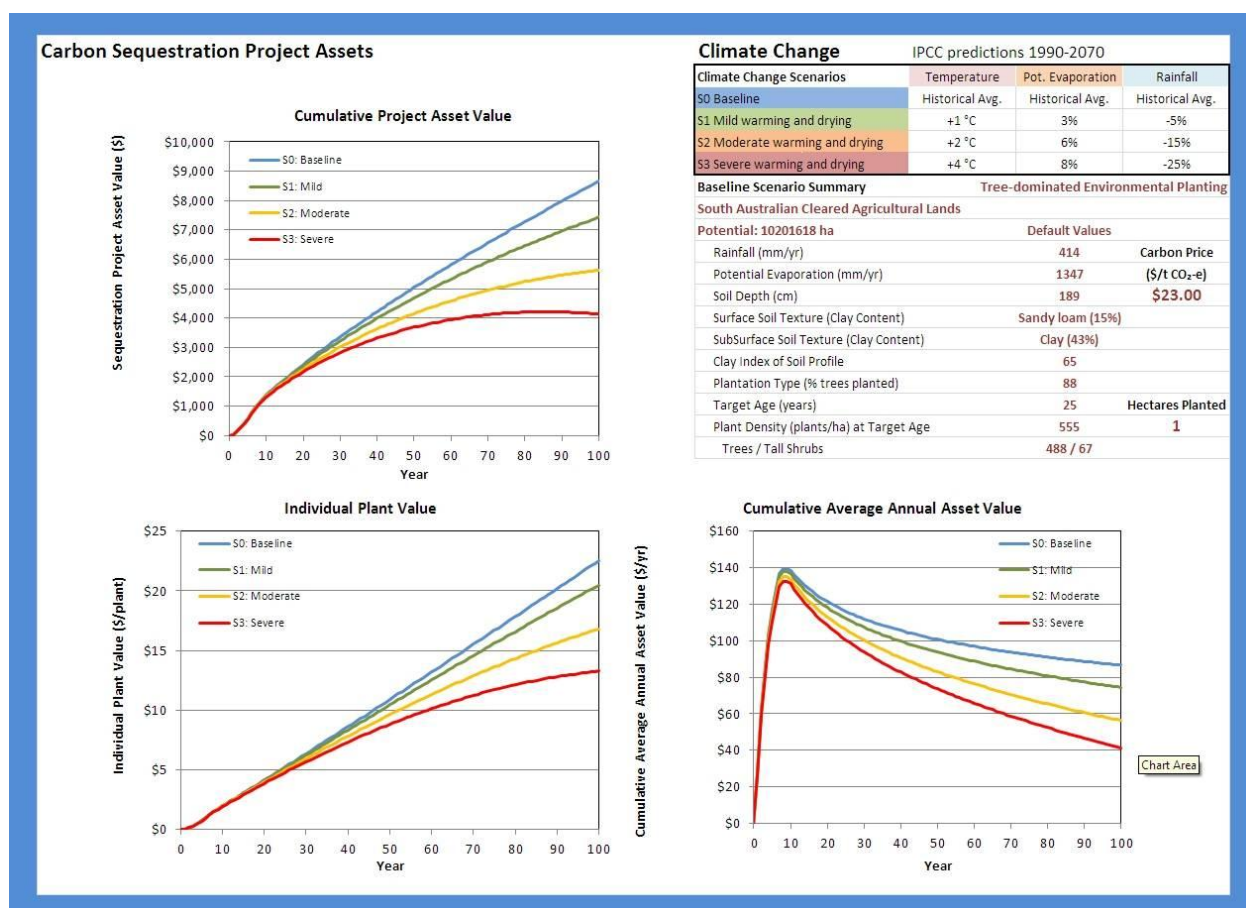 Carbon Sequestration Project Assets
Cumulative Project Asset Value
Sequestration Project Asset Value ($)
$10,000
$9,000
$8,000
$7,000
$6,000
$5,000
$4,000
$3,000
$2,000
$1,000
$0
S0: Baseline
S1: Mild
S2: Moderate
S3: Severe
0 10 20 30 40 50 60 70 80 90 100
Year
Climate Change IPCC predictions 1990-2070
Climate Change Scenarios Temperature Pot. Evaporation Rainfall
S0 Baseline Historical Avg. Historical Avg. Historical Avg.
S1 Mild warming and drying +1 °C 3% -5%
S2 Moderate warming and drying +2 °C 6% -15%
S3 Severe warming and drying +4 °C 8% -25%
Baseline Scenario Summary Tree-dominated Environmental Planting
South Australian Cleared Agricultural Lands
Potential: 10201618 ha Default Values
Rainfall (mm/yr) 414 Carbon Price
Potential Evaporation (mm/yr) 1347 ($/t CO₂-e)
Soil Depth (cm) 189 $23.00
Surface Soil Texture (Clay Content) Sandy loam (15%)
SubSurface Soil Texture (Clay Content) Clay (43%)
Clay Index of Soil Profile 65
Plantation Type (% trees planted) 88
Target Age (years) 25 Hectares Planted
Plant Density (plants/ha) at Target Age 555 1
Trees / Tall Shrubs 488 / 67
Individual Plant Value
Individual Plant Value ($/plant)
$25
$20
$15
$10
$5
$0
S0: Baseline
S1: Mild
S2: Moderate
S3: Severe
0 10 20 30 40 50 60 70 80 90 100
Year
Cumulative Average Annual Asset Value
Cumulative Average Annual Asset Value ($/yr)
$160
$140
$120
$100
$80
$60
$40
$20
$0
S0: Baseline
S1: Mild
S2: Moderate
S3: Severe
0 10 20 30 40 50 60 70 80 90 100
Year
Chart Area